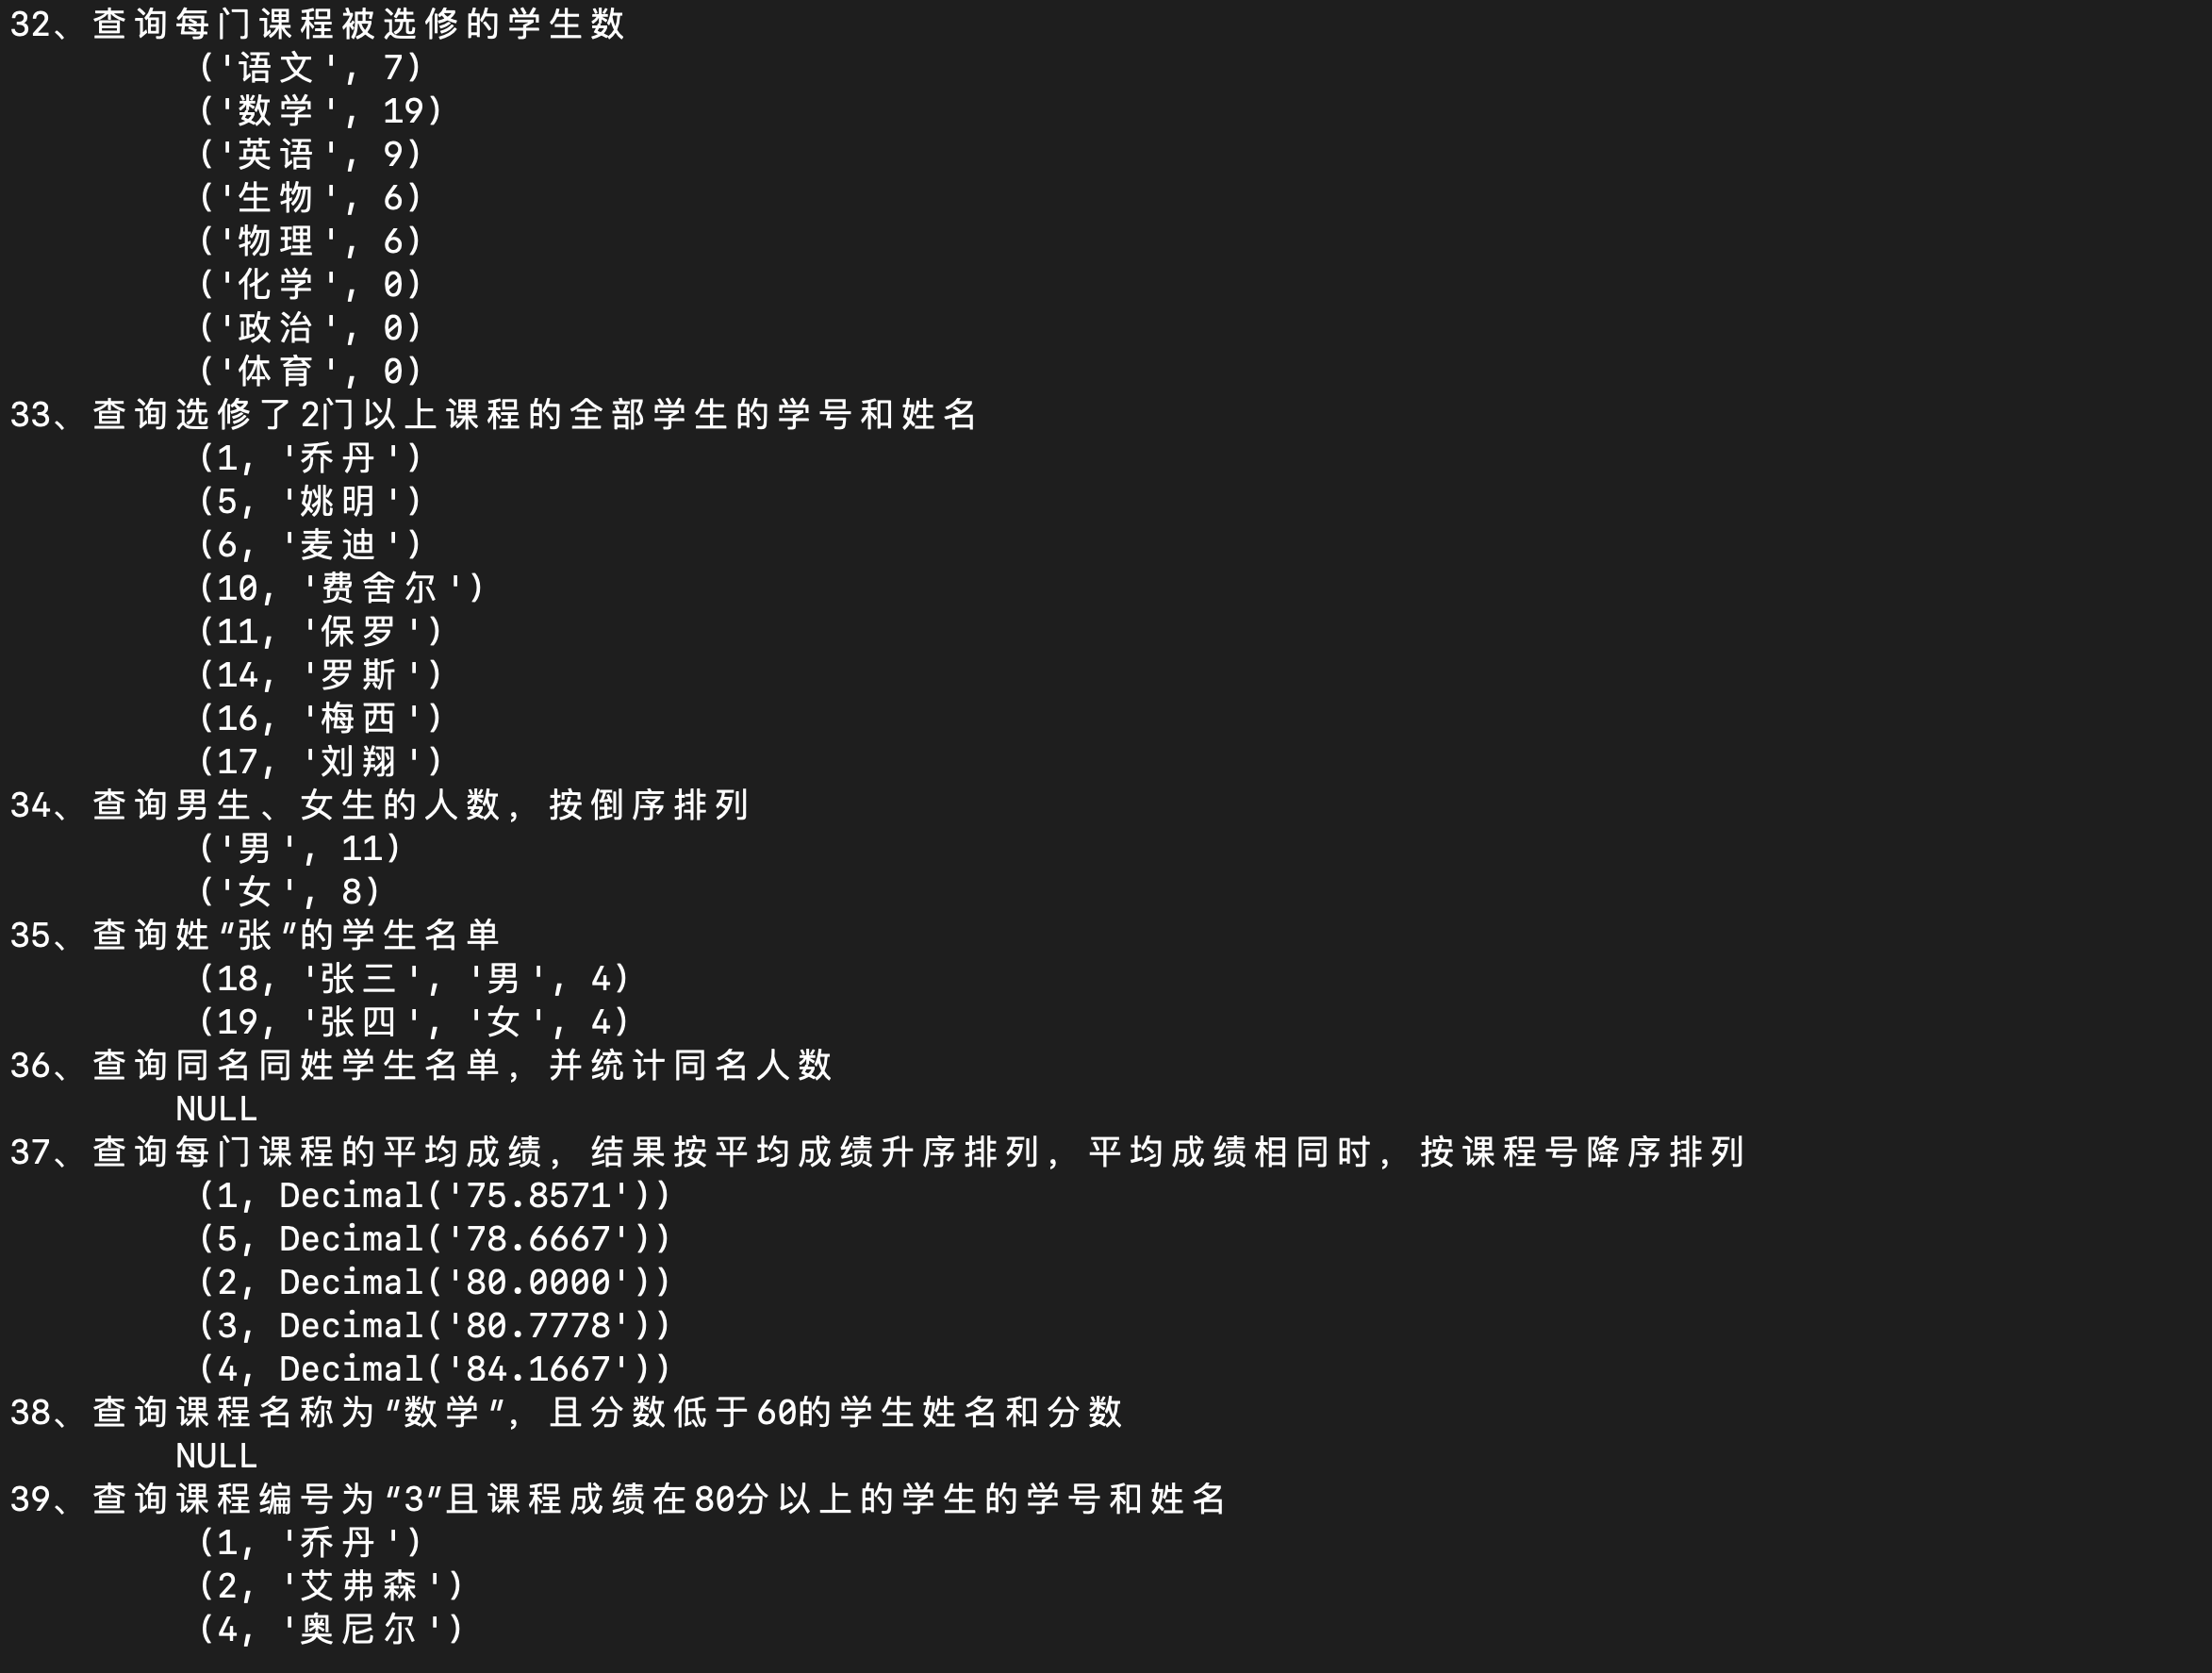 32、查询每门课程被选修的学生数
('语文', 7)
('数学', 19)
('英语', 9)
('生物', 6)
('物理', 6)
('化学', 0)
('政治', 0)
('体育', 0)
33、查询选修了2门以上课程的全部学生的学号和姓名
(1, '乔丹')
(5, '姚明')
(6, '麦迪')
(10, '费舍尔')
(11, '保罗')
(14, '罗斯')
(16, '梅西')
(17, '刘翔')
34、查询男生、女生的人数，按倒序排列
('男', 11)
('女', 8)
35、查询姓“张”的学生名单
(18, '张三', '男', 4)
(19, '张四', '女', 4)
36、查询同名同姓学生名单，并统计同名人数
NULL
37、查询每门课程的平均成绩，结果按平均成绩升序排列，平均成绩相同时，按课程号降序排列
(1, Decimal('75.8571'))
(5, Decimal('78.6667'))
(2, Decimal('80.0000'))
(3, Decimal('80.7778'))
(4, Decimal('84.1667'))
38、查询课程名称为“数学”，且分数低于60的学生姓名和分数
NULL
39、查询课程编号为“3”且课程成绩在80分以上的学生的学号和姓名
(1, '乔丹')
(2, '艾弗森')
(4, '奥尼尔')